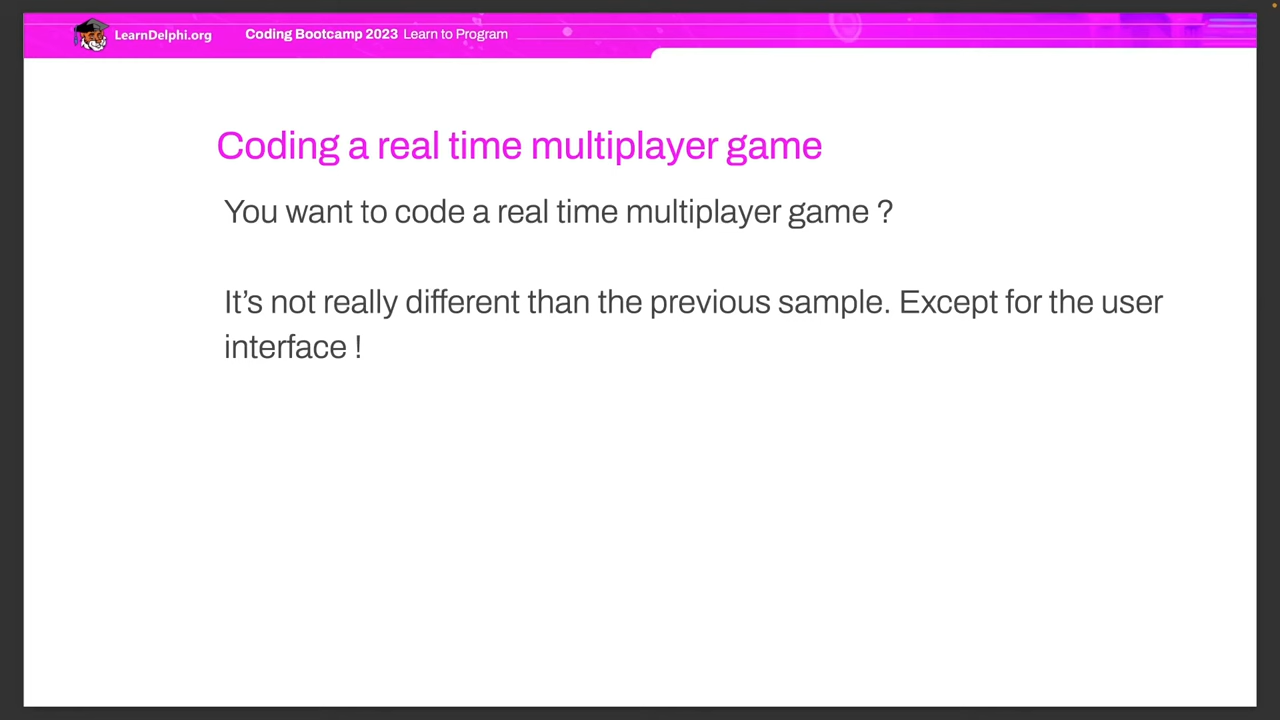 LearnDelphi.org
Coding Bootcamp 2023 Learn to Program
Coding a real time multiplayer game
You want to code a real time multiplayer game ?
It’s not really different than the previous sample. Except for the user
interface !